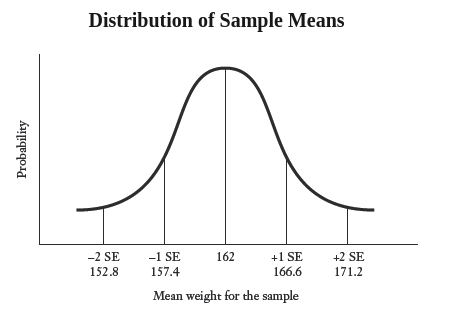 Distribution of Sample Means
Probability
–2 SE –1 SE 162 +1 SE +2 SE
152.8 157.4 166.6 171.2
Mean weight for the sample